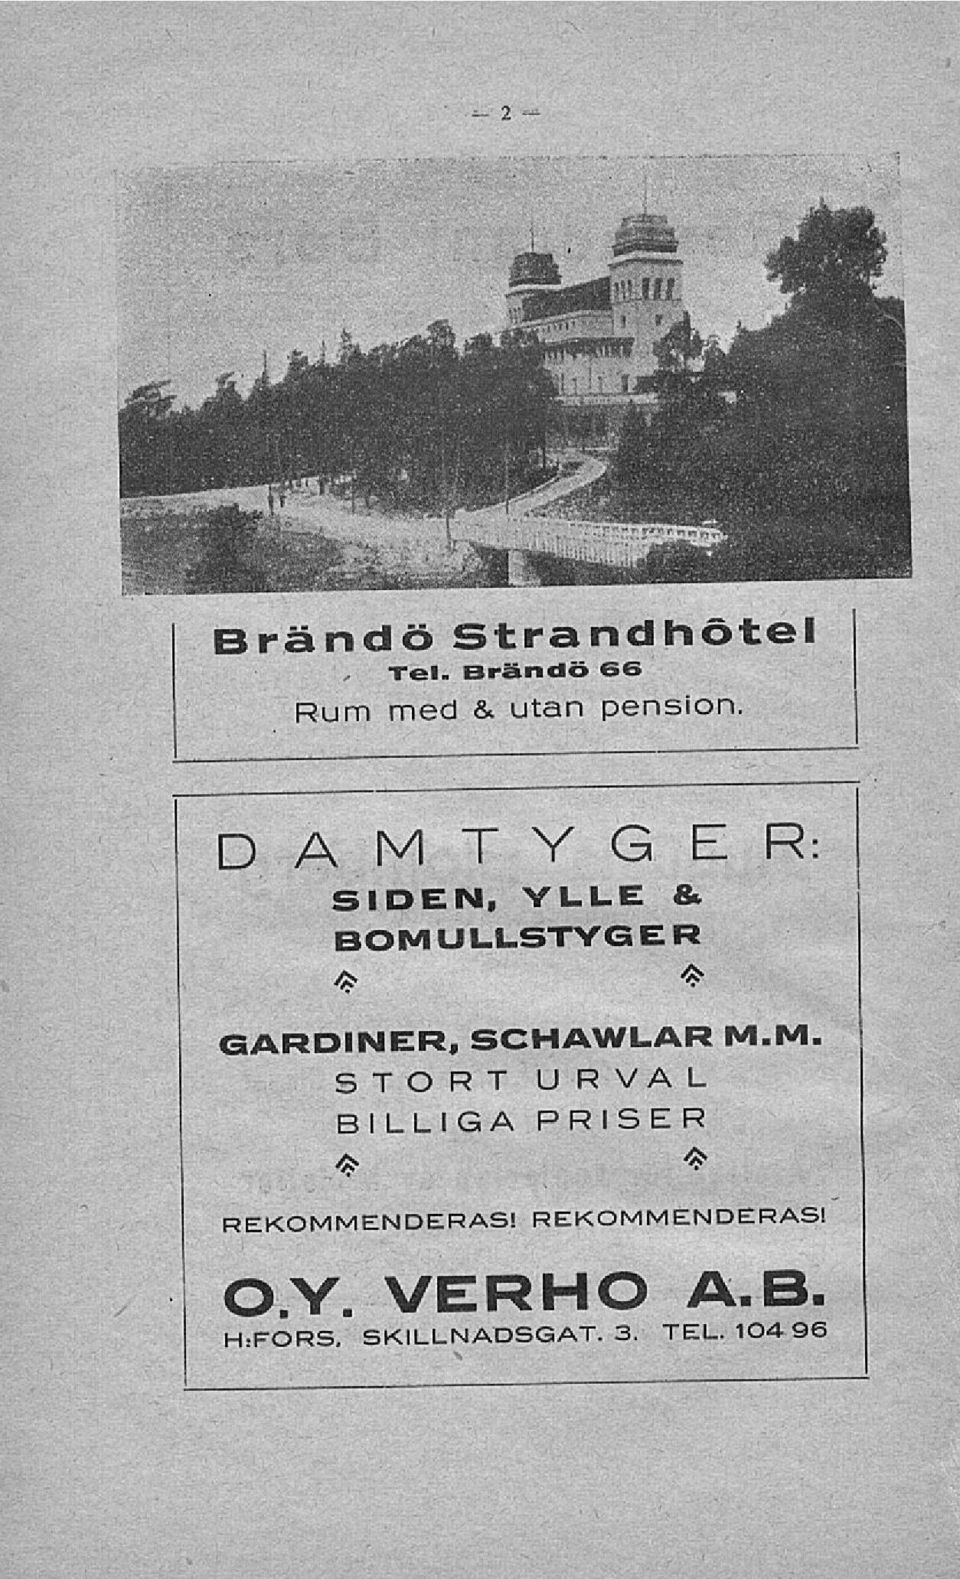 — 2 —
Brändö Strandhôtel
Tel. Brändö 66
Rum med & utan pension.
DAMTYGER:
SIDEN, YLLE &
BOMULLSTYGER
GARDINER, SCHAWLAR M.M.
STORT URVAL
BILLIGA PRISER
REKOMMENDERAS! REKOMMENDERAS!
O.Y. VERHO A.B.
H:FORS, SKILLNADSGAT. 3. TEL. 104 96